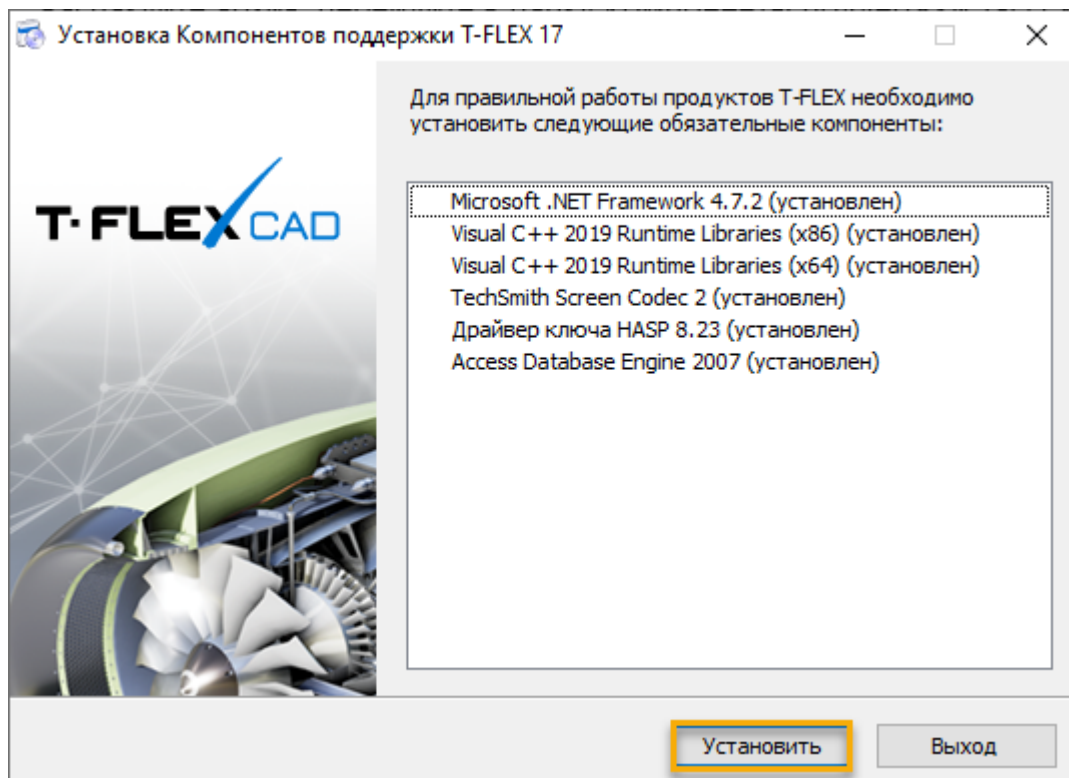 Установка Компонентов поддержки T-FLEX 17
Для правильной работы продуктов T-FLEX необходимо
установить следующие обязательные компоненты:
T-FLEX CAD
Microsoft .NET Framework 4.7.2 (установлен)
Visual C++ 2019 Runtime Libraries (x86) (установлен)
Visual C++ 2019 Runtime Libraries (x64) (установлен)
TechSmith Screen Codec 2 (установлен)
Драйвер ключа HASP 8.23 (установлен)
Access Database Engine 2007 (установлен)
Установить
Выход